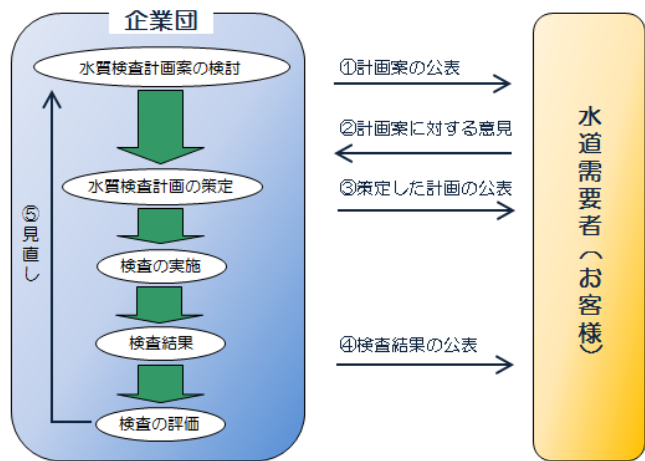 企業団
水質検査計画案の検討
水質検査計画の策定
検査の実施
検査結果
検査の評価
⑤見直し
①計画案の公表
②計画案に対する意見
③策定した計画の公表
④検査結果の公表
水道需要者(お客様)